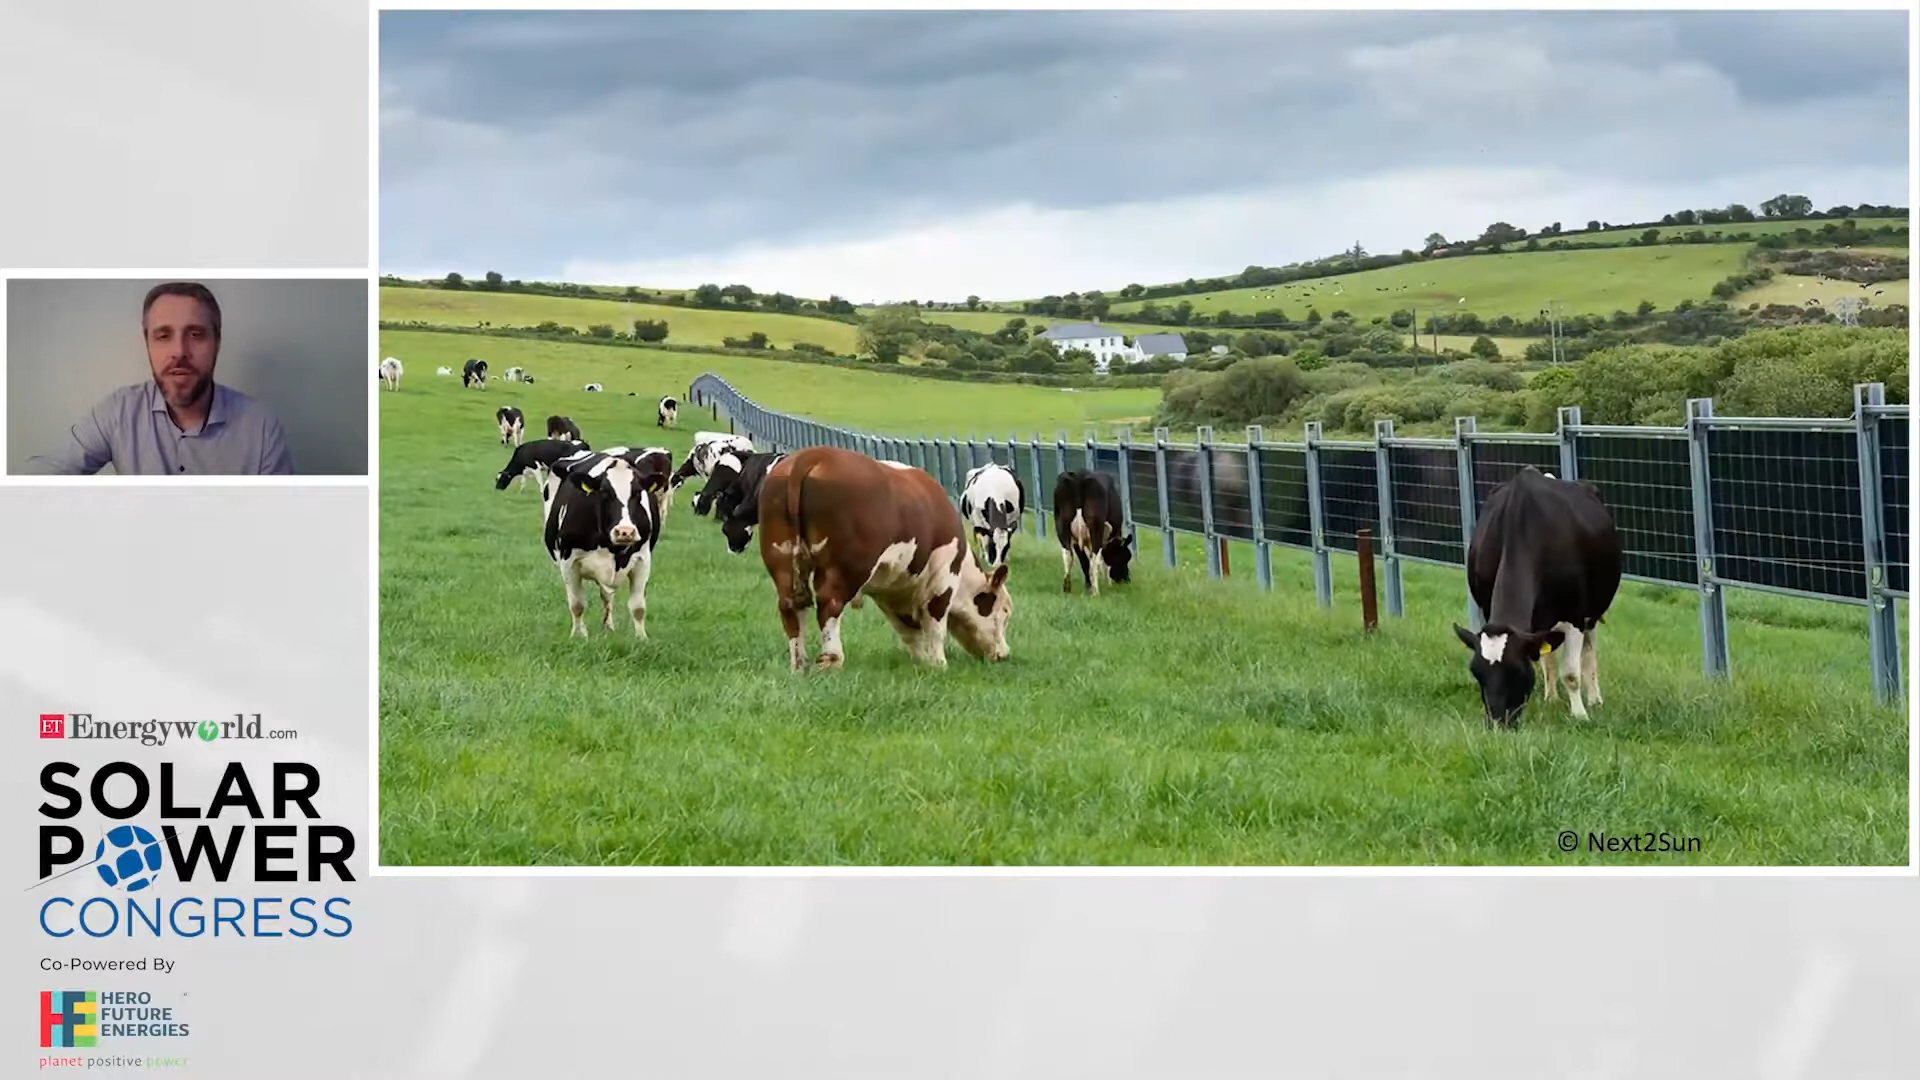 ET Energyworld.com
SOLAR
POWER
CONGRESS
Co-Powered By
HERO
FUTURE
ENERGIES
planet positive power
© Next2Sun